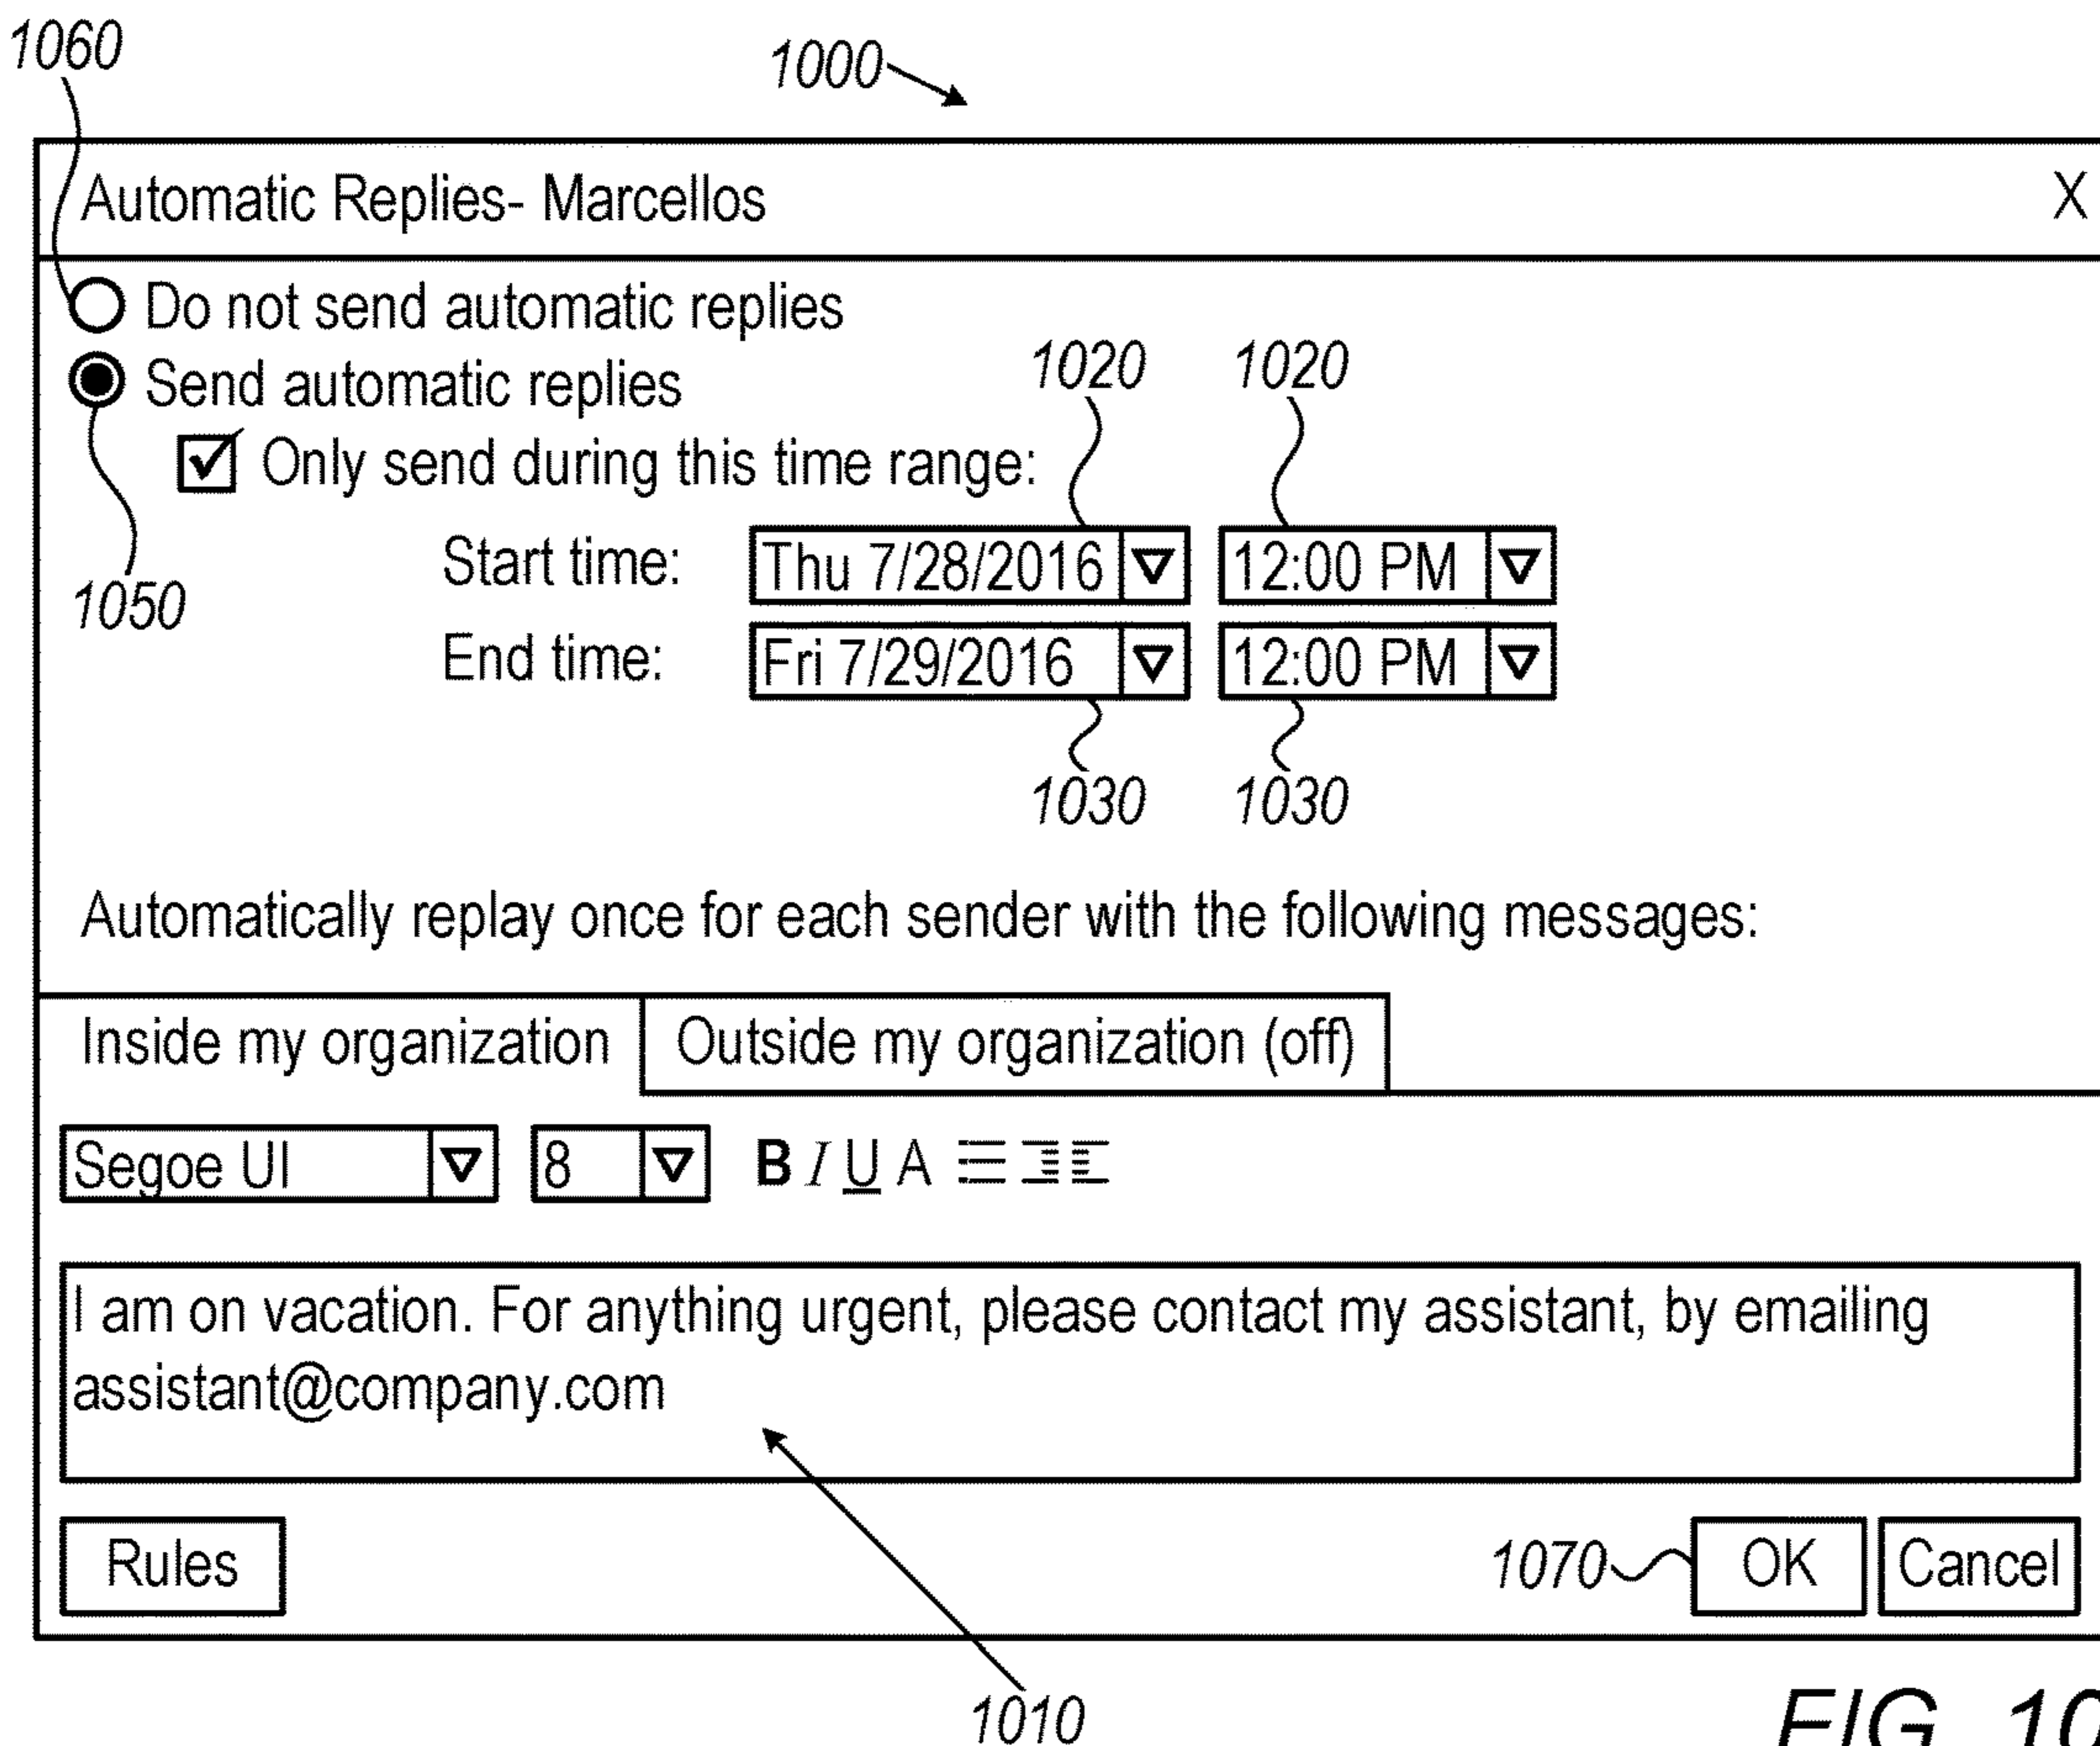 1060
1000
Automatic Replies- Marcellos X
Do not send automatic replies
Send automatic replies
1020 1020
Only send during this time range:
Start time: Thu 7/28/2016 12:00 PM
1050
End time: Fri 7/29/2016 12:00 PM
1030 1030
Automatically replay once for each sender with the following messages:
Inside my organization Outside my organization (off)
Segoe UI 8 B I U A
I am on vacation. For anything urgent, please contact my assistant, by emailing
assistant@company.com
Rules 1070 OK Cancel
1010
FIG. 10